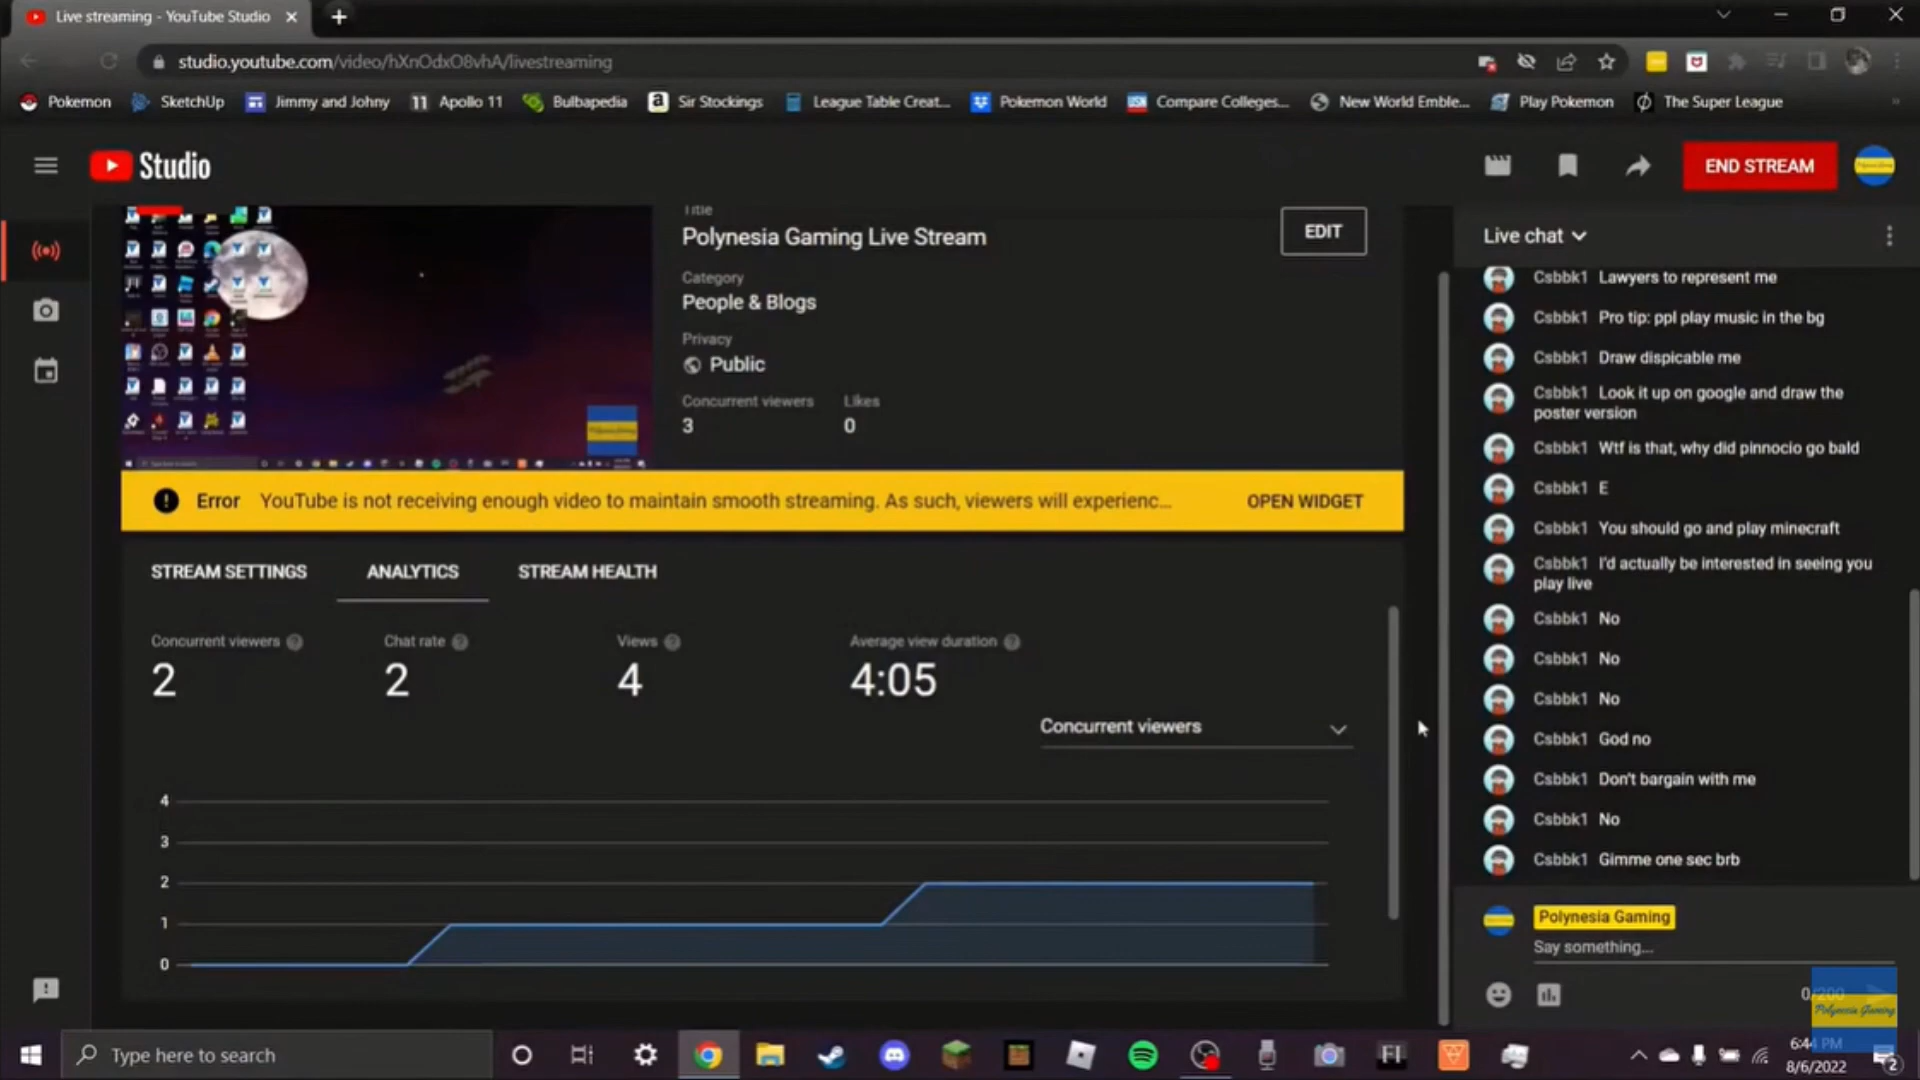 Live streaming - YouTube Studio
studio.youtube.com/video/hXnOdxO8vhA/livestreaming
Pokemon SketchUp Jimmy and Johny Apollo 11 Bulbapedia Sir Stockings League Table Creat... Pokemon World Compare Colleges... New World Emble... Play Pokemon The Super League
Studio
END STREAM
Title
Polynesia Gaming Live Stream
EDIT
Category
People & Blogs
Privacy
Public
Concurrent viewers Likes
3 0
Error YouTube is not receiving enough video to maintain smooth streaming. As such, viewers will experienc... OPEN WIDGET
STREAM SETTINGS ANALYTICS STREAM HEALTH
Concurrent viewers Chat rate Views Average view duration
2 2 4 4:05
Concurrent viewers
4
3
2
1
0
Live chat
Csbbk1 Lawyers to represent me
Csbbk1 Pro tip: ppl play music in the bg
Csbbk1 Draw dispicable me
Csbbk1 Look it up on google and draw the
poster version
Csbbk1 Wtf is that, why did pinnocio go bald
Csbbk1 E
Csbbk1 You should go and play minecraft
Csbbk1 I'd actually be interested in seeing you
play live
Csbbk1 No
Csbbk1 No
Csbbk1 No
Csbbk1 God no
Csbbk1 Don't bargain with me
Csbbk1 No
Csbbk1 Gimme one sec brb
Polynesia Gaming
Say something...
0/200
Polynesia Gaming
Type here to search
6:44 PM
8/6/2022
2